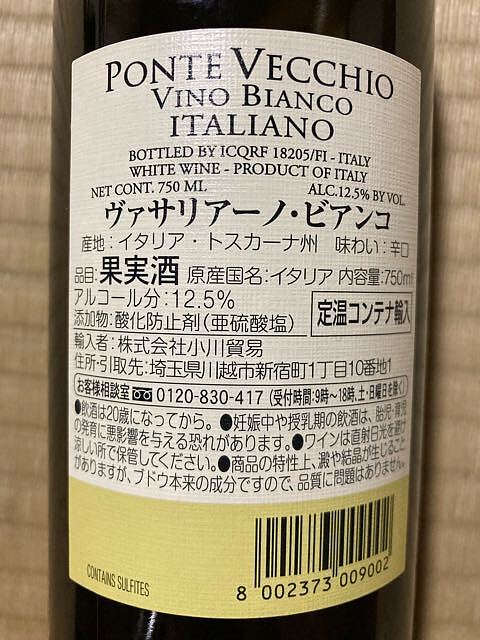 PONTE VECCHIO
VINO BIANCO
ITALIANO
BOTTLED BY ICQRF 18205/FI - ITALY
WHITE WINE - PRODUCT OF ITALY
NET CONT. 750 ML ALC.12.5% BY VOL.
ヴァサリアーノ・ビアンコ
産地：イタリア・トスカーナ州 味わい：辛口
品目：果実酒 原産国名：イタリア 内容量：750ml
アルコール分：12.5%
添加物：酸化防止剤（亜硫酸塩）
定温コンテナ輸入
輸入者：株式会社小川貿易
住所・引取先：埼玉県川越市新宿町1丁目10番地1
お客様相談室 0120-830-417 （受付時間：9時～18時、土・日曜日を除く）
●飲酒は20歳になってから。●妊娠中や授乳期の飲酒は、胎児・乳児
の発育に悪影響を与える恐れがあります。●ワインは直射日光を避け
涼しい所で保管してください。●商品の特性上、澱や結晶が生じること
がありますが、ブドウ本来の成分ですので、品質に問題はありません。
CONTAINS SULFITES
8 002373 009002